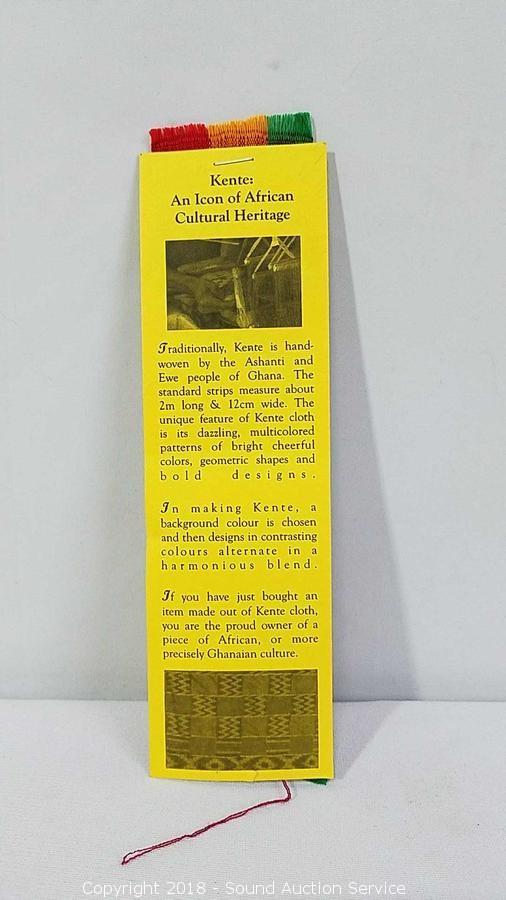 Kente:
An Icon of African
Cultural Heritage
Traditionally, Kente is hand-
woven by the Ashanti and
Ewe people of Ghana. The
standard strips measure about
2m long & 12cm wide. The
unique feature of Kente cloth
is its dazzling, multicolored
patterns of bright cheerful
colors, geometric shapes and
bold designs.
In making Kente, a
background colour is chosen
and then designs in contrasting
colours alternate in a
harmonious blend.
If you have just bought an
item made out of Kente cloth,
you are the proud owner of a
piece of African, or more
precisely Ghanaian culture.
Copyright 2018 - Sound Auction Service